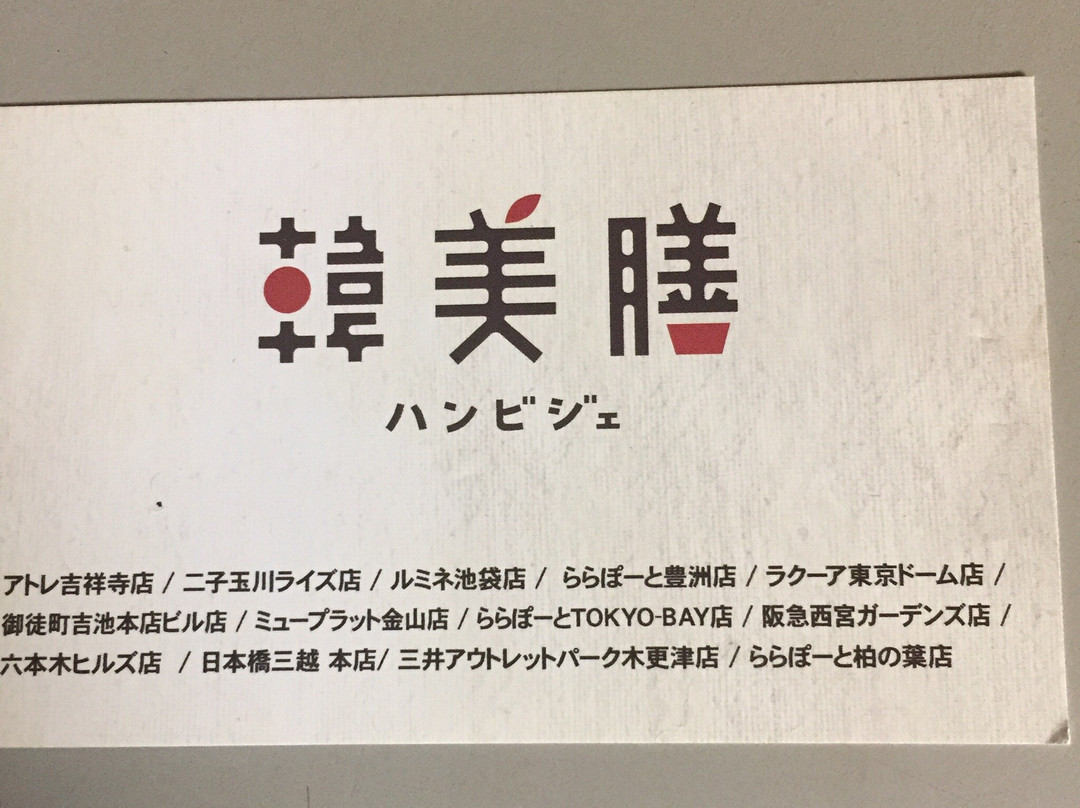 韓美膳
ハンビジェ
アトレ吉祥寺店 / 二子玉川ライズ店 / ルミネ池袋店 / ららぽーと豊洲店 / ラクーア東京ドーム店 /
御徒町吉池本店ビル店 / ミュープラット金山店 / ららぽーとTOKYO-BAY店 / 阪急西宮ガーデンズ店 /
六本木ヒルズ店 / 日本橋三越 本店/ 三井アウトレットパーク木更津店 / ららぽーと柏の葉店